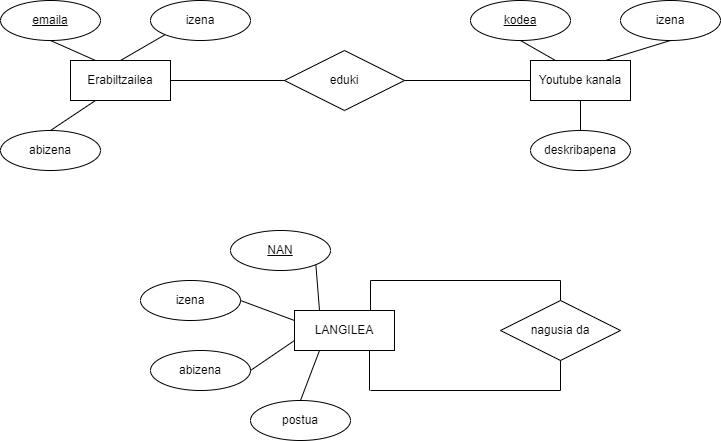 emaila
izena
kodea
izena
Erabiltzailea
eduki
Youtube kanala
abizena
deskribapena
NAN
izena
LANGILEA
nagusia da
abizena
postua